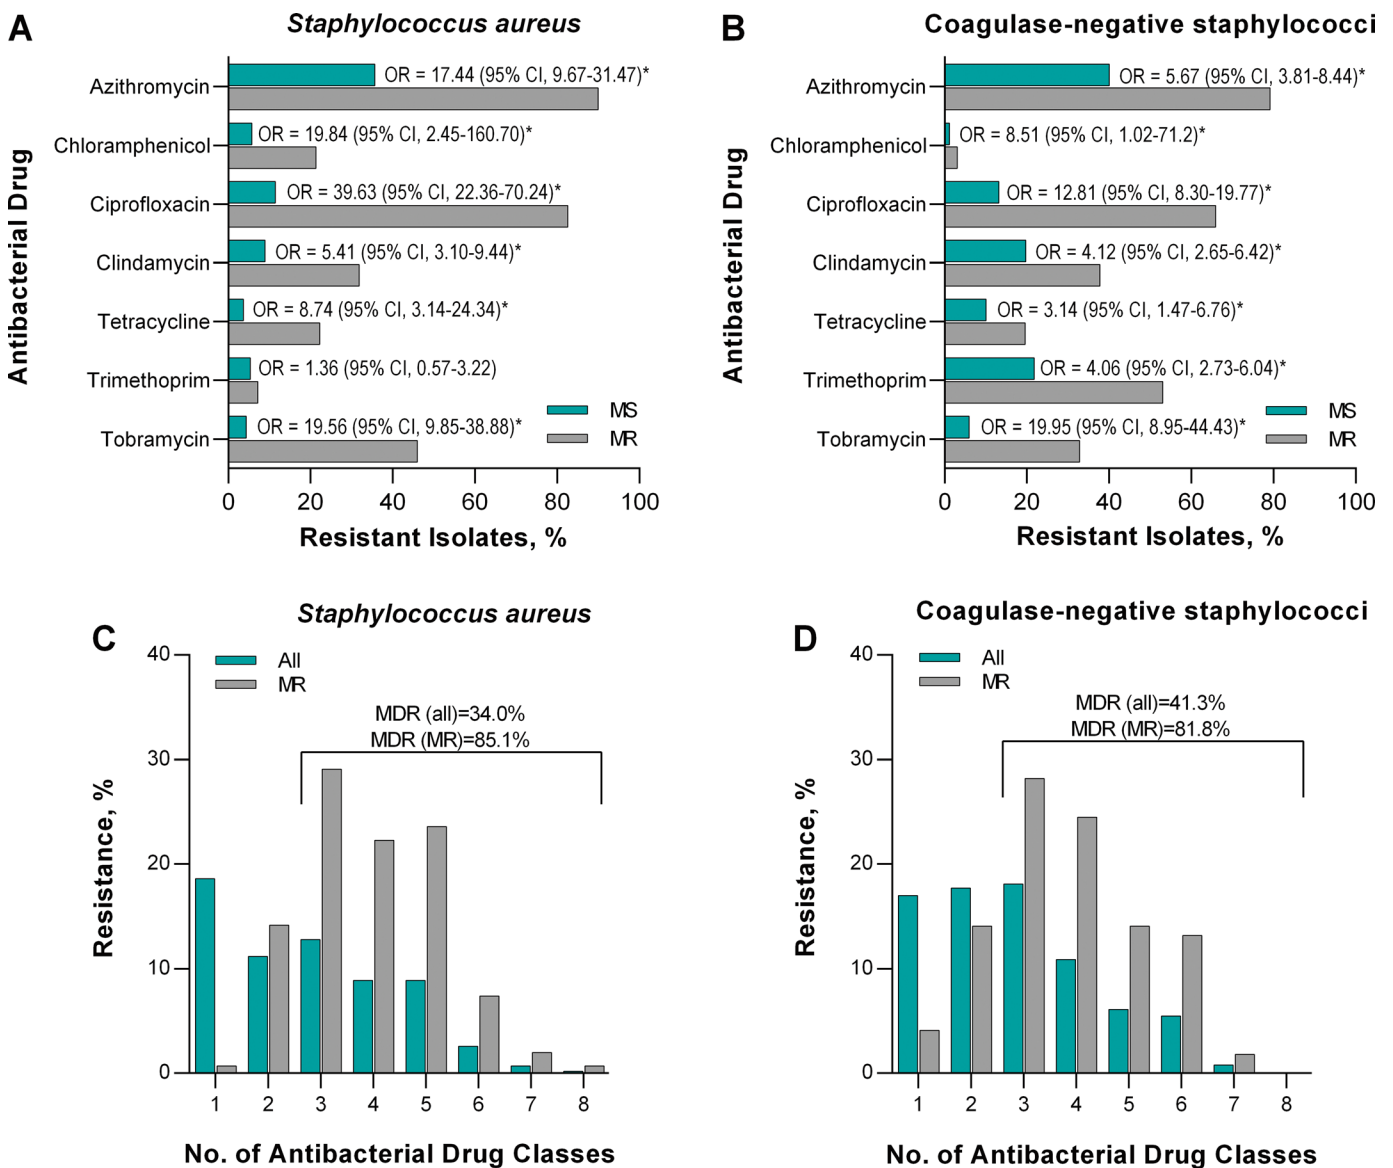 A
Staphylococcus aureus
Antibacterial Drug
Azithromycin
OR = 17.44 (95% CI, 9.67-31.47)*
Chloramphenicol
OR = 19.84 (95% CI, 2.45-160.70)*
Ciprofloxacin
OR = 39.63 (95% CI, 22.36-70.24)*
Clindamycin
OR = 5.41 (95% CI, 3.10-9.44)*
Tetracycline
OR = 8.74 (95% CI, 3.14-24.34)*
Trimethoprim
OR = 1.36 (95% CI, 0.57-3.22)
Tobramycin
OR = 19.56 (95% CI, 9.85-38.88)*
MS
MR
0 20 40 60 80 100
Resistant Isolates, %
B
Coagulase-negative staphylococci
Antibacterial Drug
Azithromycin
OR = 5.67 (95% CI, 3.81-8.44)*
Chloramphenicol
OR = 8.51 (95% CI, 1.02-71.2)*
Ciprofloxacin
OR = 12.81 (95% CI, 8.30-19.77)*
Clindamycin
OR = 4.12 (95% CI, 2.65-6.42)*
Tetracycline
OR = 3.14 (95% CI, 1.47-6.76)*
Trimethoprim
OR = 4.06 (95% CI, 2.73-6.04)*
Tobramycin
OR = 19.95 (95% CI, 8.95-44.43)*
MS
MR
0 20 40 60 80 100
Resistant Isolates, %
C
Staphylococcus aureus
All
MR
MDR (all)=34.0%
MDR (MR)=85.1%
Resistance, %
40
30
20
10
0
1 2 3 4 5 6 7 8
No. of Antibacterial Drug Classes
D
Coagulase-negative staphylococci
All
MR
MDR (all)=41.3%
MDR (MR)=81.8%
Resistance, %
40
30
20
10
0
1 2 3 4 5 6 7 8
No. of Antibacterial Drug Classes